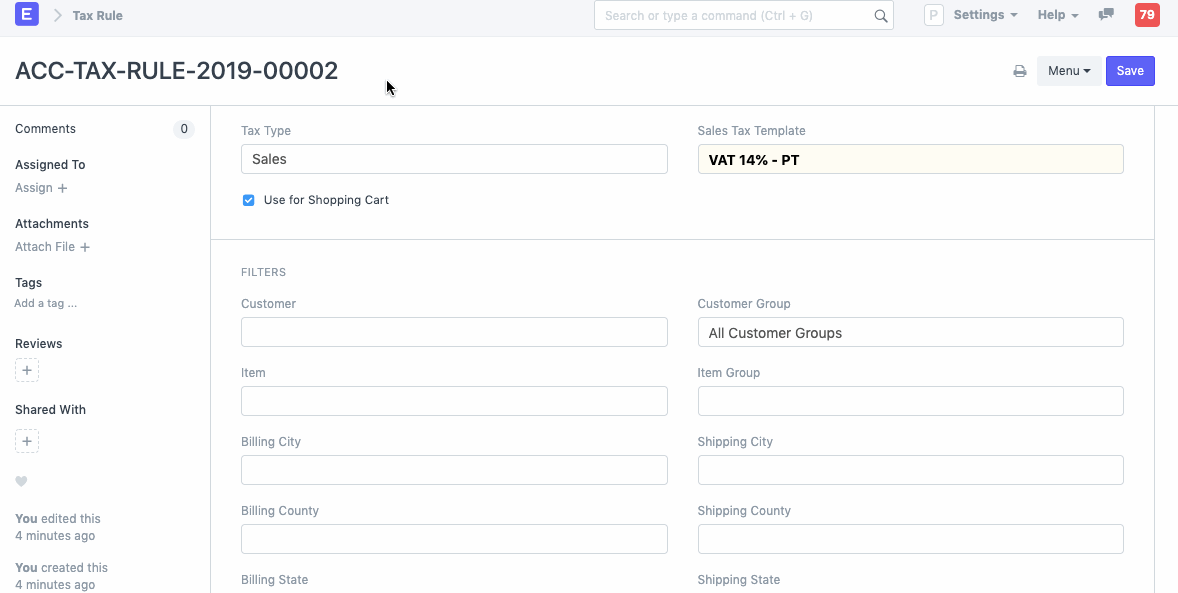 E Tax Rule Search or type a command (Ctrl + G) P Settings Help 79
ACC-TAX-RULE-2019-00002 Menu Save
Comments 0
Assigned To
Assign +
Attachments
Attach File +
Tags
Add a tag ...
Reviews
+
Shared With
+
You edited this
4 minutes ago
You created this
4 minutes ago
Tax Type Sales Tax Template
Sales VAT 14% - PT
Use for Shopping Cart
FILTERS
Customer Customer Group
All Customer Groups
Item Item Group
Billing City Shipping City
Billing County Shipping County
Billing State Shipping State